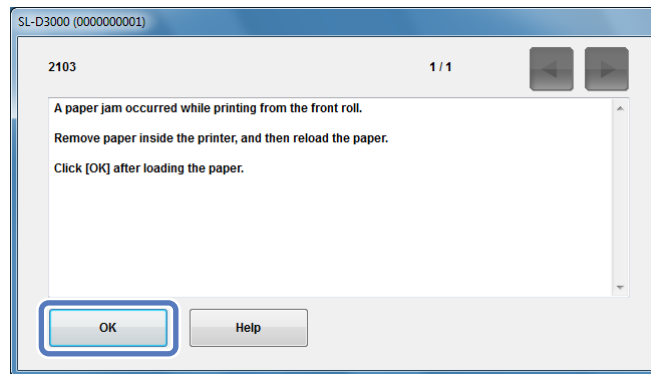 SL-D3000 (0000000001)
2103 1 / 1
A paper jam occurred while printing from the front roll.
Remove paper inside the printer, and then reload the paper.
Click [OK] after loading the paper.
OK Help